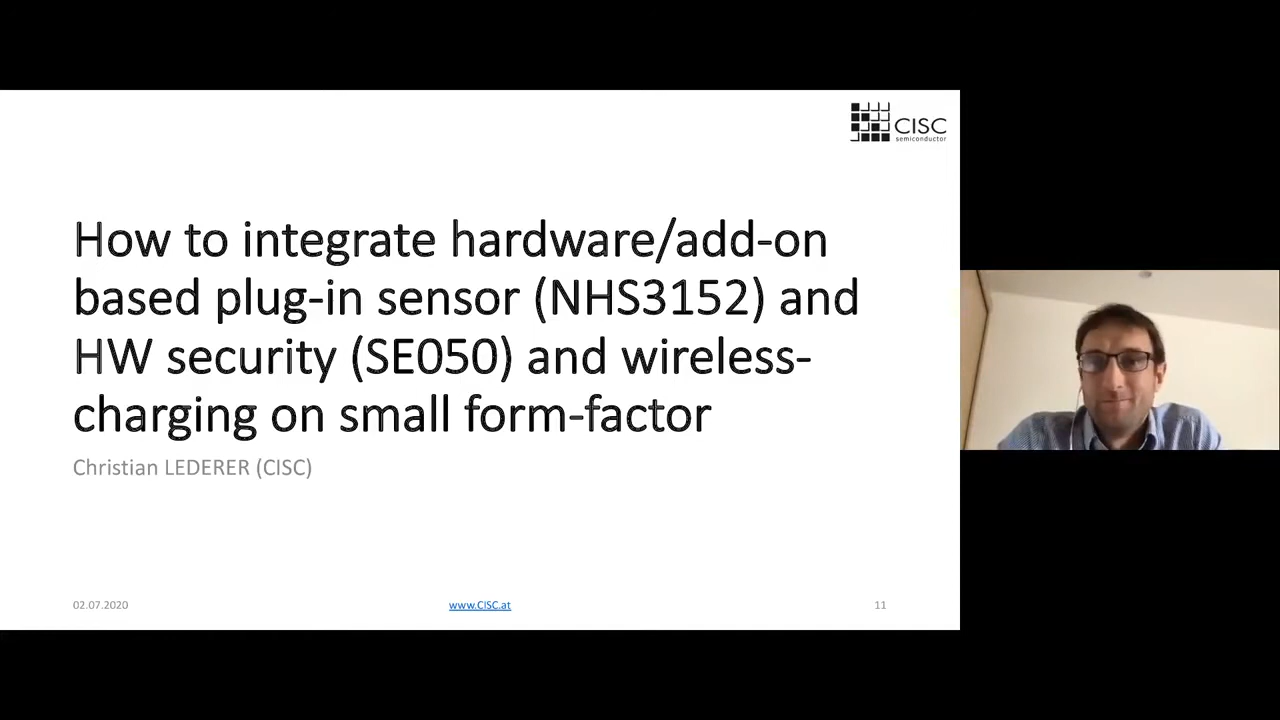 CISC
semiconductor
How to integrate hardware/add-on
based plug-in sensor (NHS3152) and
HW security (SE050) and wireless-
charging on small form-factor
Christian LEDERER (CISC)
02.07.2020
www.CISC.at
11